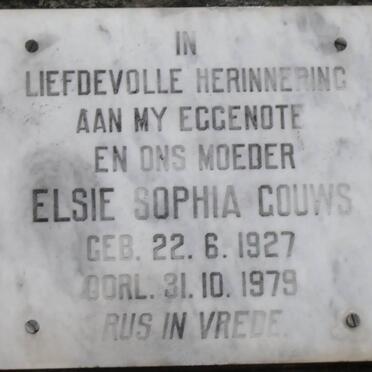 IN
LIEFDEVOLLE HERINNERING
AAN MY EGGENOTE
EN ONS MOEDER
ELSIE SOPHIA GOUWS
GEB. 22. 6. 1927
OORL. 31. 10. 1979
RUS IN VREDE